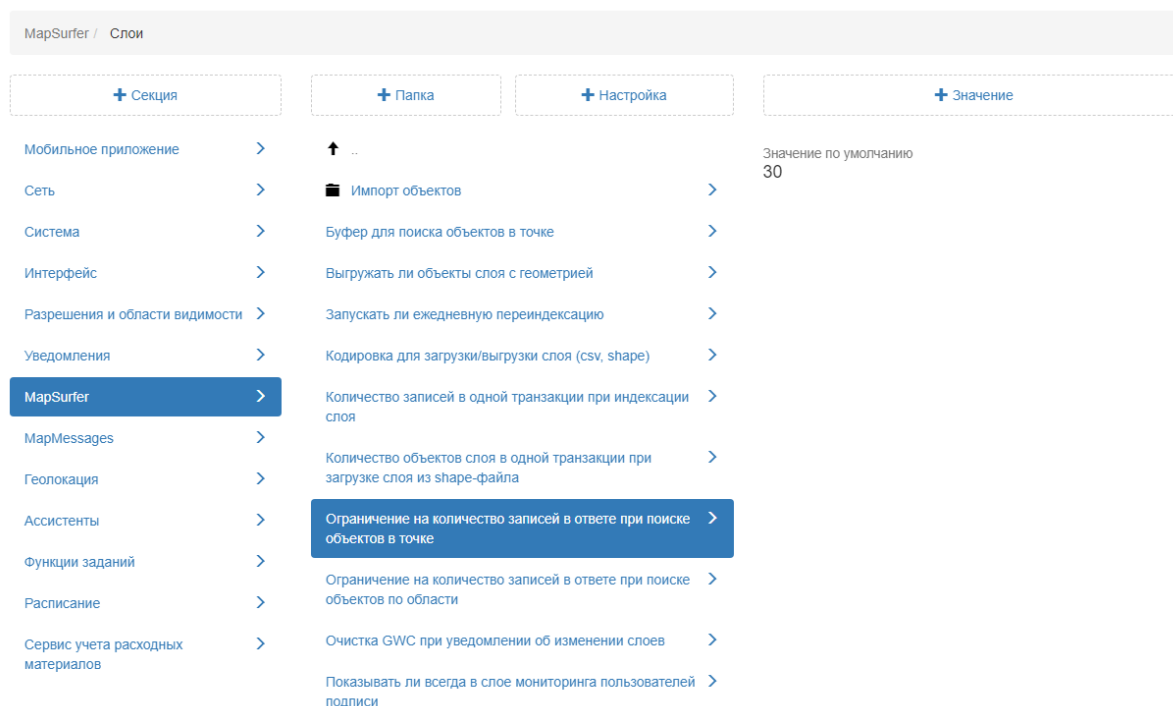 MapSurfer / Слои
+ Секция
+ Папка
+ Настройка
+ Значение
Мобильное приложение
Сеть
Система
Интерфейс
Разрешения и области видимости
Уведомления
MapSurfer
MapMessages
Геолокация
Ассистенты
Функции заданий
Расписание
Сервис учета расходных
материалов
..
Импорт объектов
Буфер для поиска объектов в точке
Выгружать ли объекты слоя с геометрией
Запускать ли ежедневную переиндексацию
Кодировка для загрузки/выгрузки слоя (csv, shape)
Количество записей в одной транзакции при индексации
слоя
Количество объектов слоя в одной транзакции при
загрузке слоя из shape-файла
Ограничение на количество записей в ответе при поиске
объектов в точке
Ограничение на количество записей в ответе при поиске
объектов по области
Очистка GWC при уведомлении об изменении слоев
Показывать ли всегда в слое мониторинга пользователей
подписи
Значение по умолчанию
30